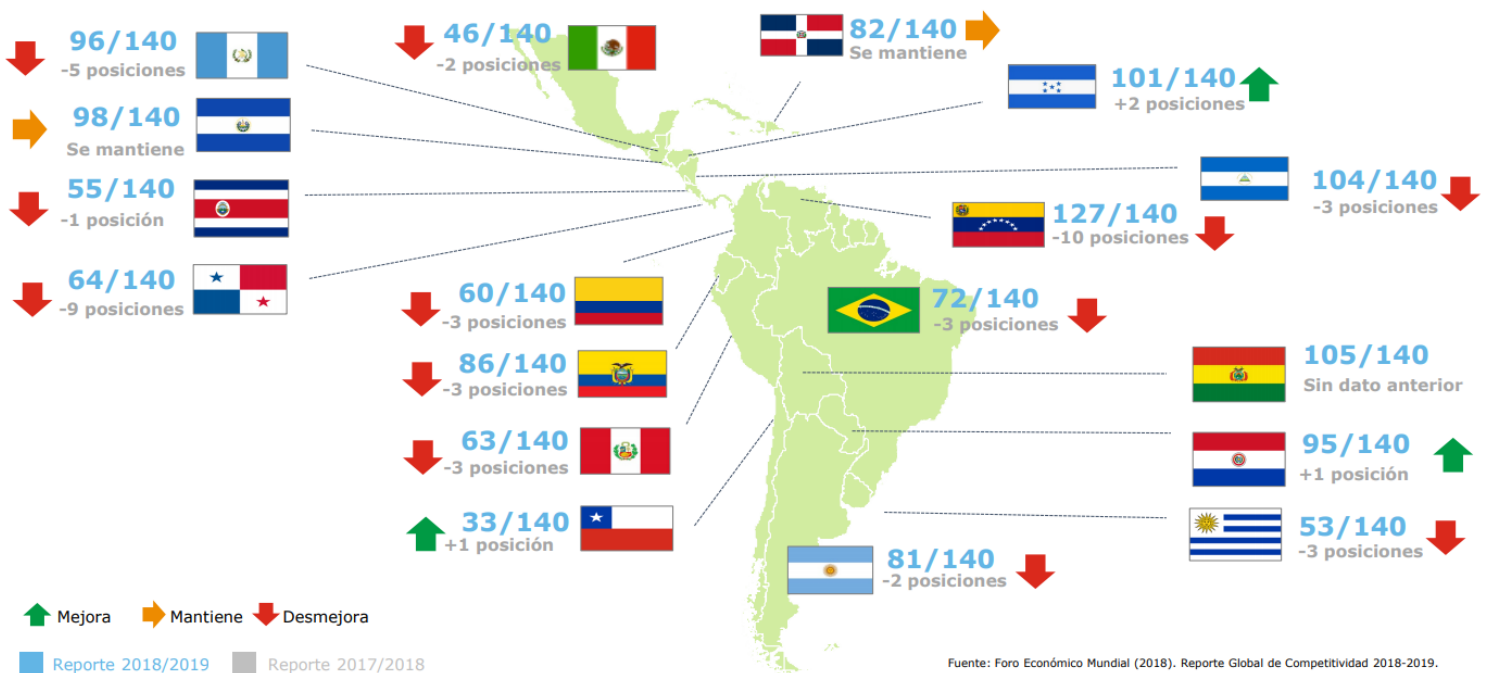 96/140
-5 posiciones
46/140
-2 posiciones
82/140
Se mantiene
101/140
+2 posiciones
98/140
Se mantiene
55/140
-1 posición
104/140
-3 posiciones
127/140
-10 posiciones
64/140
-9 posiciones
60/140
-3 posiciones
72/140
-3 posiciones
86/140
-3 posiciones
105/140
Sin dato anterior
63/140
-3 posiciones
95/140
+1 posición
33/140
+1 posición
53/140
-3 posiciones
81/140
-2 posiciones
Mejora
Mantiene
Desmejora
Reporte 2018/2019
Reporte 2017/2018
Fuente: Foro Económico Mundial (2018). Reporte Global de Competitividad 2018-2019.